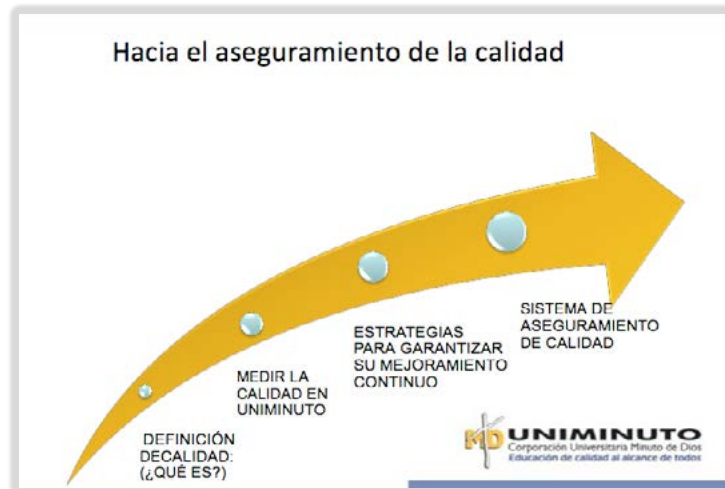 Hacia el aseguramiento de la calidad
DEFINICIÓN
DECALIDAD:
(¿QUÉ ES?)
MEDIR LA
CALIDAD EN
UNIMINUTO
ESTRATEGIAS
PARA GARANTIZAR
SU MEJORAMIENTO
CONTINUO
SISTEMA DE
ASEGURAMIENTO
DE CALIDAD
MD UNIMINUTO
Corporación Universitaria Minuto de Dios
Educación de calidad al alcance de todos